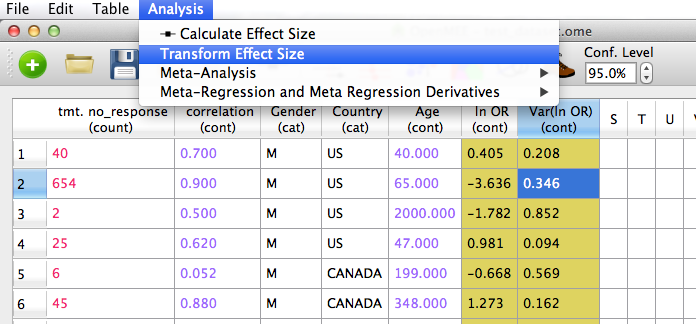 File Edit Table Analysis
Calculate Effect Size
Transform Effect Size
Meta-Analysis
Meta-Regression and Meta Regression Derivatives
.ome
Conf. Level
95.0%
tmt. no_response (count) correlation (cont) Gender (cat) Country (cat) Age (cont) ln OR (cont) Var(ln OR) (cont) S T U
1 40 0.700 M US 40.000 0.405 0.208
2 654 0.900 M US 65.000 -3.636 0.346
3 2 0.500 M US 2000.000 -1.782 0.852
4 25 0.620 M US 47.000 0.981 0.094
5 6 0.052 M CANADA 199.000 -0.668 0.569
6 45 0.880 M CANADA 348.000 1.273 0.162